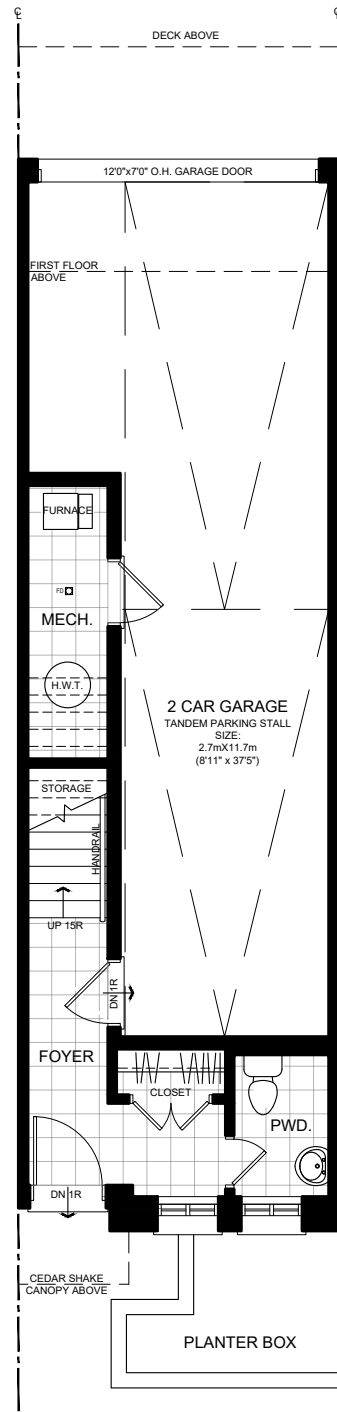 ℄ ℄
DECK ABOVE
12'0"x7'0" O.H. GARAGE DOOR
FIRST FLOOR
ABOVE
FURNACE
FD
MECH.
H.W.T.
2 CAR GARAGE
TANDEM PARKING STALL
SIZE:
2.7mX11.7m
(8'11" x 37'5")
STORAGE
HANDRAIL
UP 15R
DN 1R
FOYER
CLOSET
PWD.
DN 1R
CEDAR SHAKE
CANOPY ABOVE
PLANTER BOX